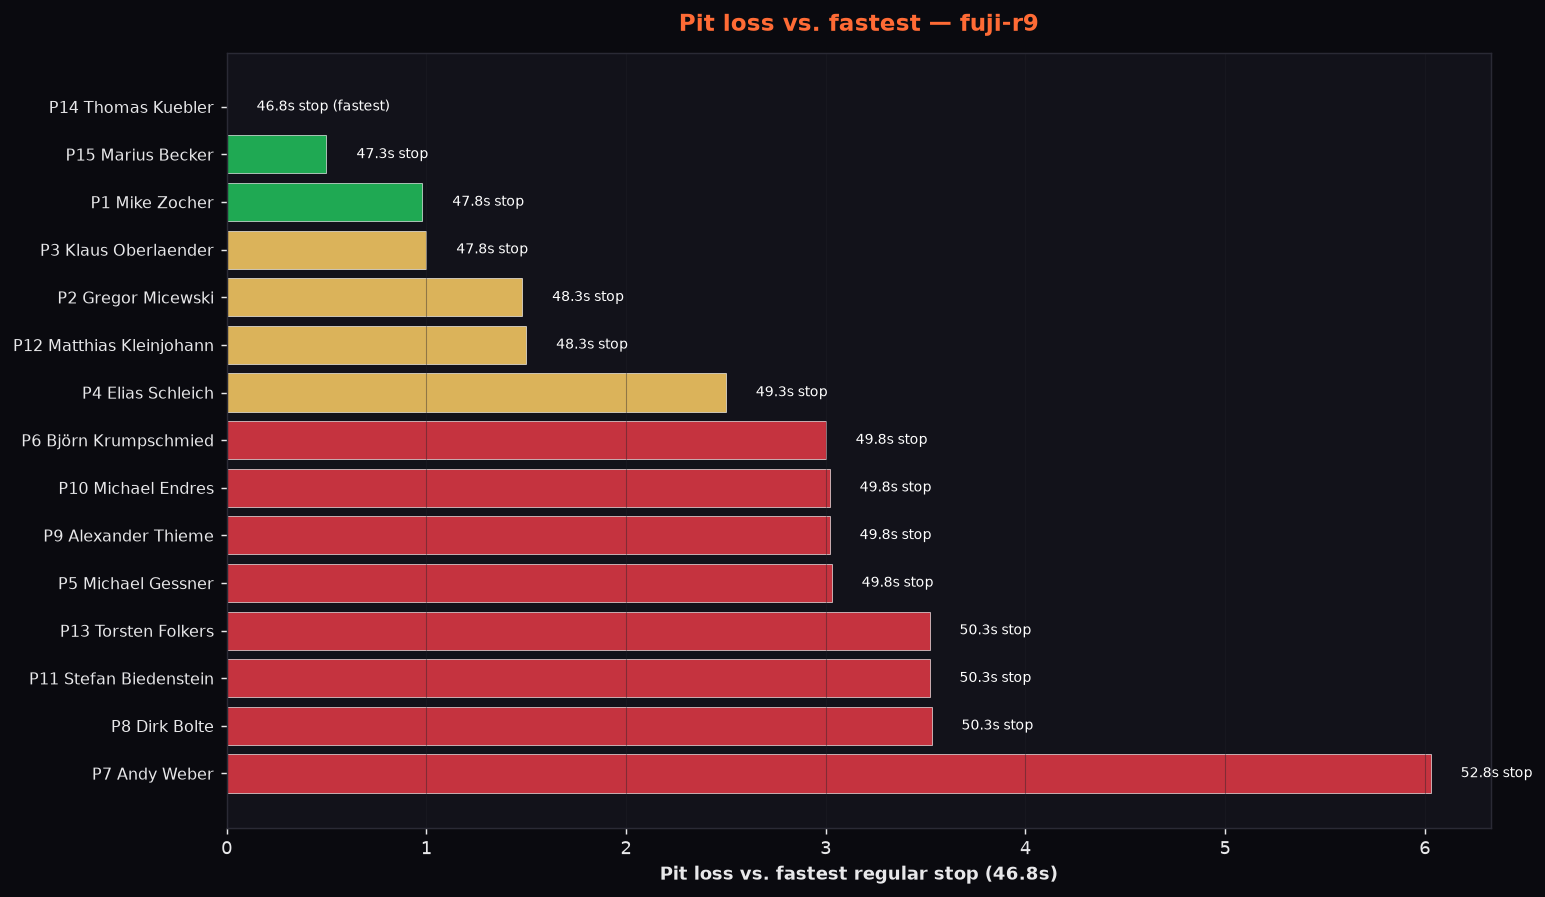 Pit loss vs. fastest — fuji-r9
P14 Thomas Kuebler 46.8s stop (fastest)
P15 Marius Becker 47.3s stop
P1 Mike Zocher 47.8s stop
P3 Klaus Oberlaender 47.8s stop
P2 Gregor Micewski 48.3s stop
P12 Matthias Kleinjohann 48.3s stop
P4 Elias Schleich 49.3s stop
P6 Björn Krumpschmied 49.8s stop
P10 Michael Endres 49.8s stop
P9 Alexander Thieme 49.8s stop
P5 Michael Gessner 49.8s stop
P13 Torsten Folkers 50.3s stop
P11 Stefan Biedenstein 50.3s stop
P8 Dirk Bolte 50.3s stop
P7 Andy Weber 52.8s stop
0 1 2 3 4 5 6
Pit loss vs. fastest regular stop (46.8s)